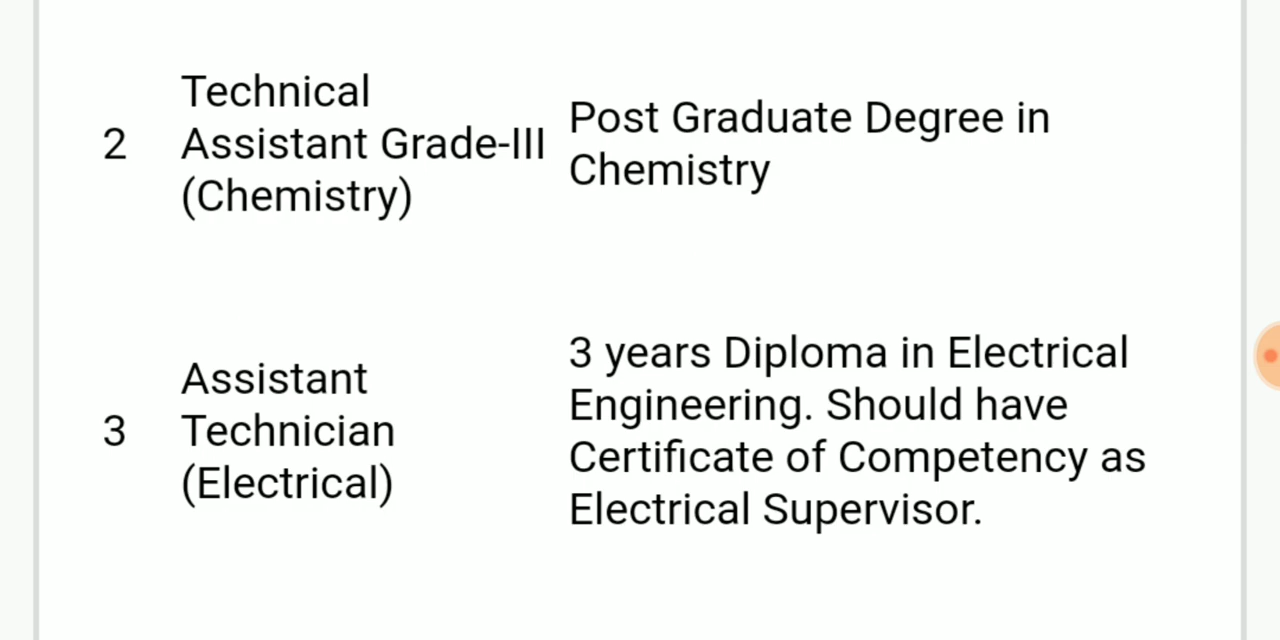 2
Technical
Assistant Grade-III
(Chemistry)
Post Graduate Degree in
Chemistry
3
Assistant
Technician
(Electrical)
3 years Diploma in Electrical
Engineering. Should have
Certificate of Competency as
Electrical Supervisor.